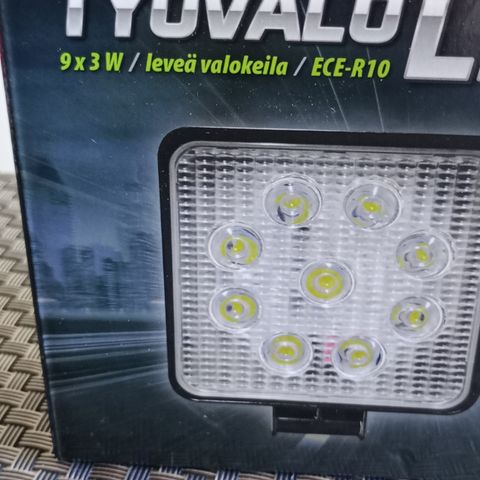 TYÖVALO
9 x 3 W / leveä valokeila / ECE-R10